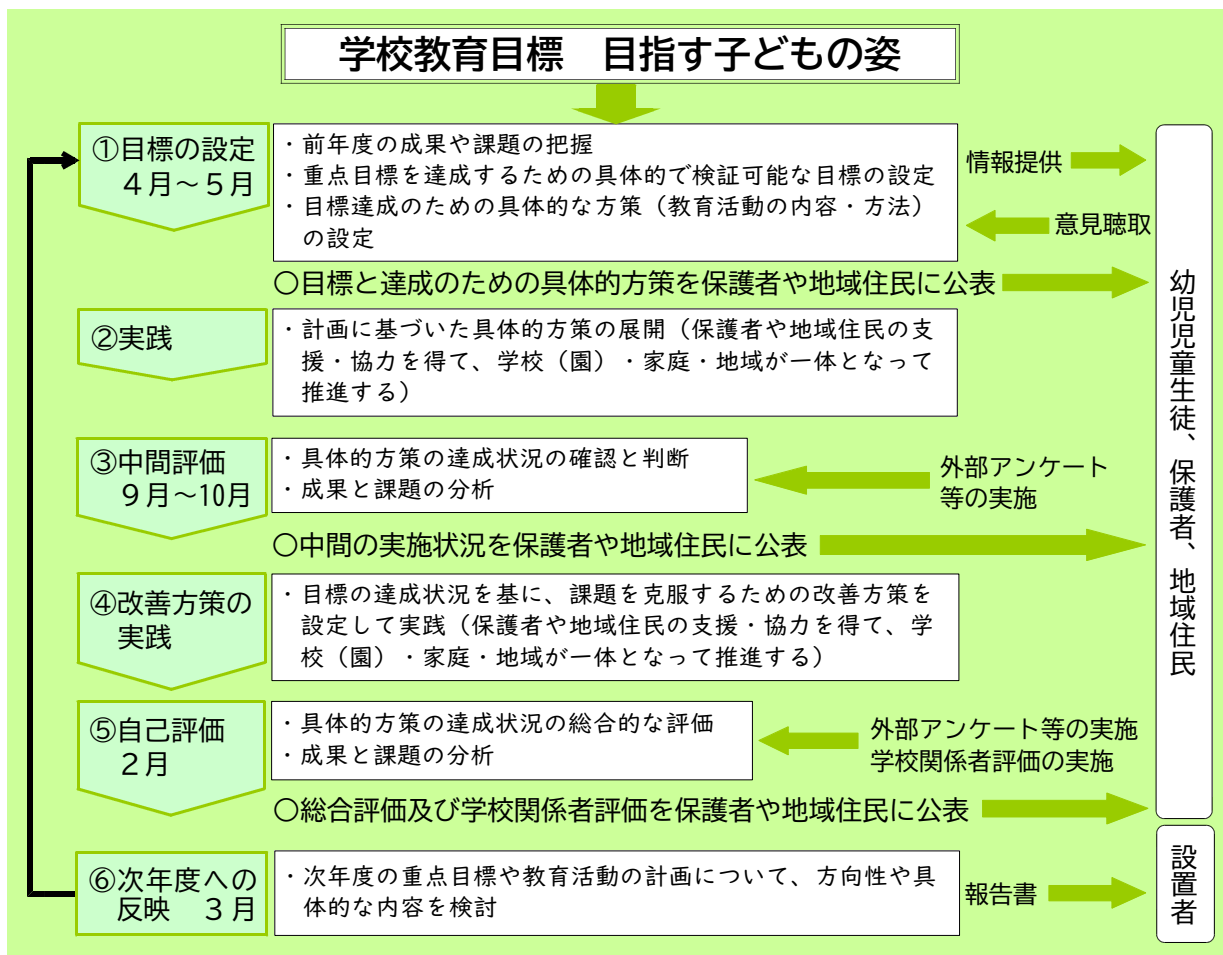 学校教育目標　目指す子どもの姿
①目標の設定
４月～５月
・前年度の成果や課題の把握
・重点目標を達成するための具体的で検証可能な目標の設定
・目標達成のための具体的な方策（教育活動の内容・方法）
の設定
情報提供
意見聴取
〇目標と達成のための具体的方策を保護者や地域住民に公表
②実践
・計画に基づいた具体的方策の展開（保護者や地域住民の支
援・協力を得て、学校（園）・家庭・地域が一体となって
推進する）
③中間評価
９月～10月
・具体的方策の達成状況の確認と判断
・成果と課題の分析
外部アンケート
等の実施
〇中間の実施状況を保護者や地域住民に公表
④改善方策の
実践
・目標の達成状況を基に、課題を克服するための改善方策を
設定して実践（保護者や地域住民の支援・協力を得て、学
校（園）・家庭・地域が一体となって推進する）
⑤自己評価
２月
・具体的方策の達成状況の総合的な評価
・成果と課題の分析
外部アンケート等の実施
学校関係者評価の実施
〇総合評価及び学校関係者評価を保護者や地域住民に公表
⑥次年度への
反映　３月
・次年度の重点目標や教育活動の計画について、方向性や具
体的な内容を検討
報告書
幼児児童生徒、保護者、地域住民
設置者